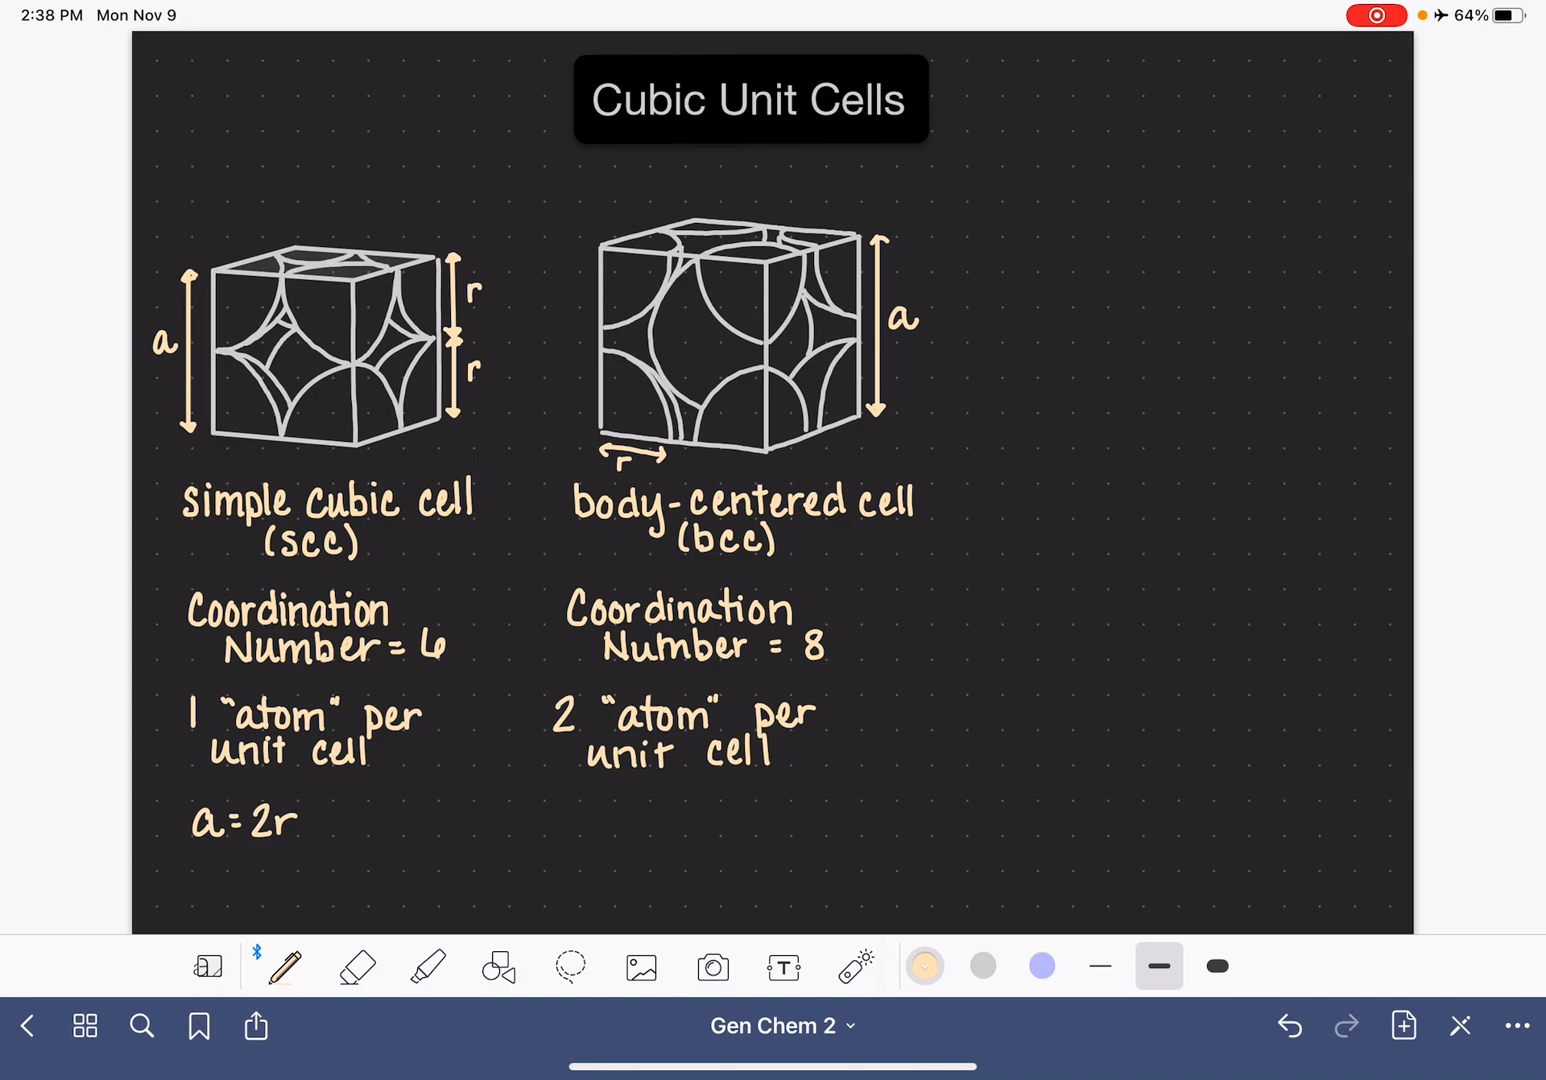 2:38 PM Mon Nov 9
64%
Cubic Unit Cells
a
r
r
a
r
simple cubic cell
(scc)
body-centered cell
(bcc)
Coordination
Number = 6
Coordination
Number = 8
1 "atom" per
unit cell
2 "atom" per
unit cell
a = 2r
T
Gen Chem 2